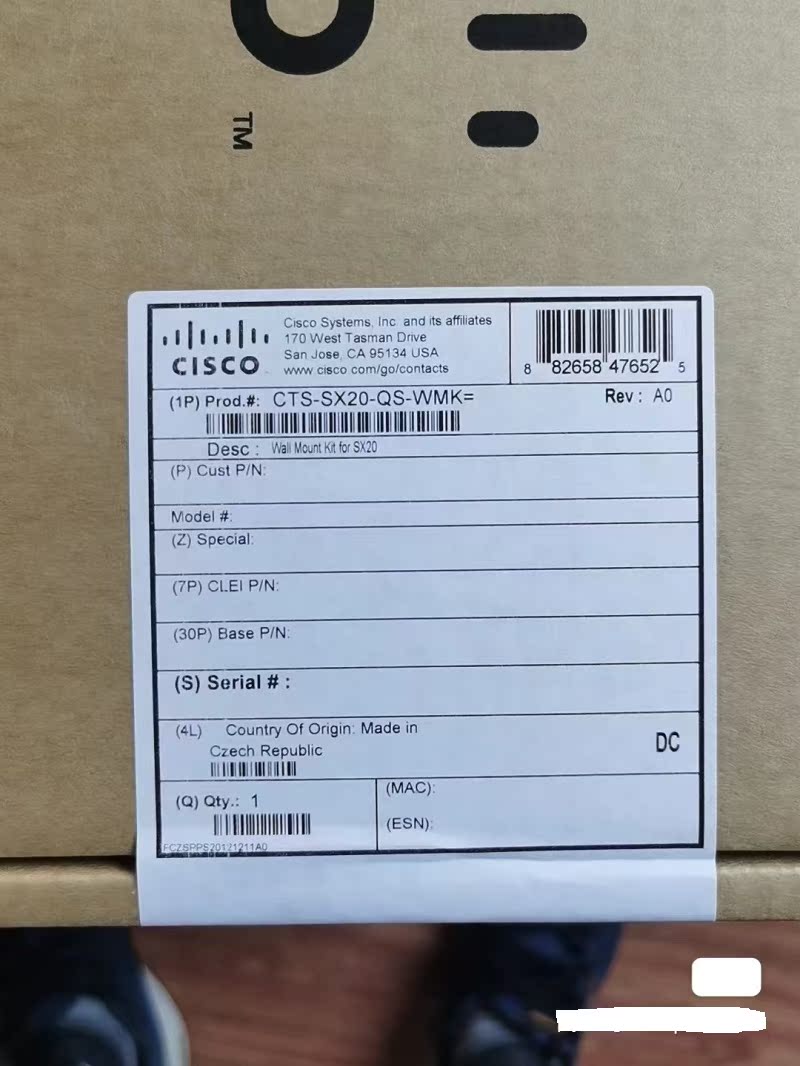 TM
Cisco Systems, Inc. and its affiliates
170 West Tasman Drive
San Jose, CA 95134 USA
www.cisco.com/go/contacts
CISCO
8 82658 47652 5
(1P) Prod.#: CTS-SX20-QS-WMK=
Rev : A0
Desc : Wall Mount Kit for SX20
(P) Cust P/N:
Model #:
(Z) Special:
(7P) CLEI P/N:
(30P) Base P/N:
(S) Serial # :
(4L) Country Of Origin: Made in
Czech Republic
DC
(Q) Qty.: 1
(MAC):
(ESN):
FCZSPPS20121211A0